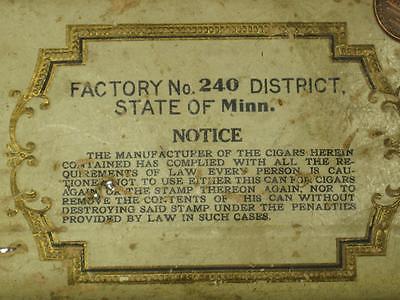 FACTORY No. 240 DISTRICT,
STATE OF Minn.
NOTICE
THE MANUFACTURER OF THE CIGARS HEREIN
CONTAINED HAS COMPLIED WITH ALL THE RE-
QUIREMENTS OF LAW. EVERY PERSON IS CAU-
TIONED NOT TO USE EITHER THIS CAN FOR CIGARS
AGAIN, OR THE STAMP THEREON AGAIN, NOR TO
REMOVE THE CONTENTS OF HIS CAN WITHOUT
DESTROYING SAID STAMP UNDER THE PENALTIES
PROVIDED BY LAW IN SUCH CASES.